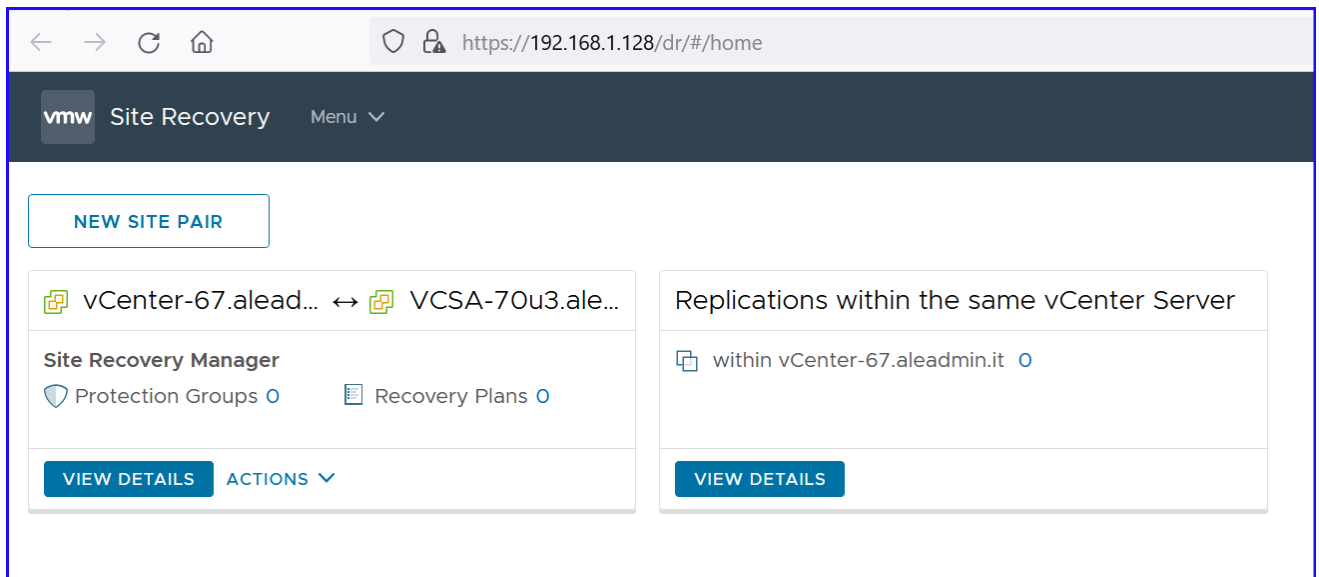 https://192.168.1.128/dr/#/home
vmw Site Recovery Menu
NEW SITE PAIR
vCenter-67.alead... ↔ VCSA-70u3.ale...
Site Recovery Manager
Protection Groups 0 Recovery Plans 0
VIEW DETAILS ACTIONS
Replications within the same vCenter Server
within vCenter-67.aleadmin.it 0
VIEW DETAILS